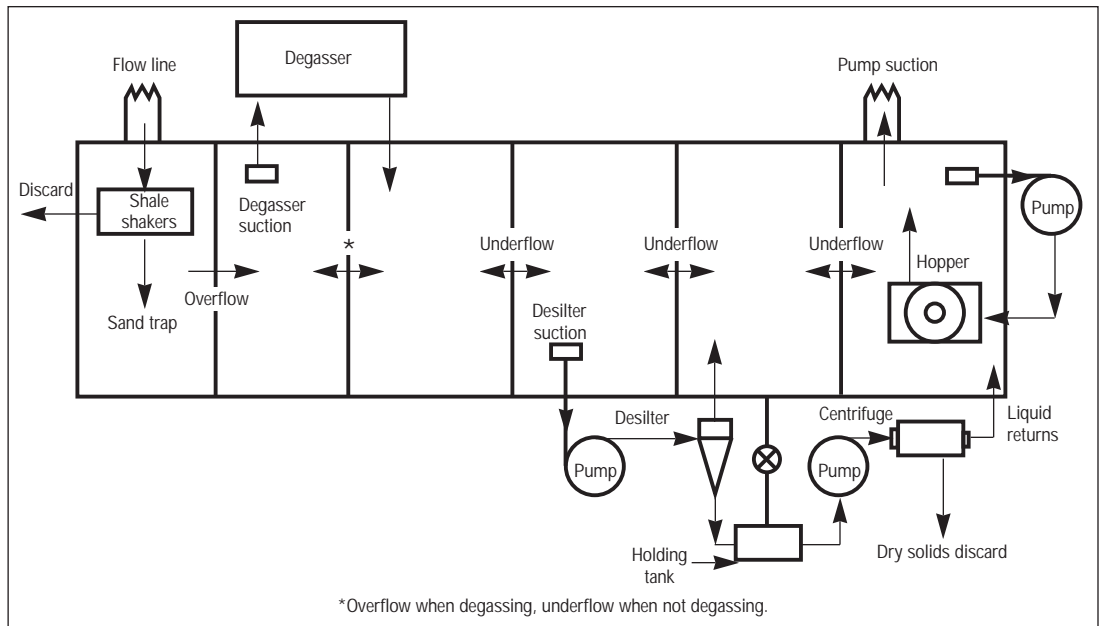 Flow line
Degasser
Pump suction
Discard
Shale
shakers
Degasser
suction
Pump
*
Underflow
Underflow
Underflow
Hopper
Overflow
Sand trap
Desilter
suction
Desilter
Centrifuge
Liquid
returns
Pump
Pump
Holding
tank
Dry solids discard
*Overflow when degassing, underflow when not degassing.